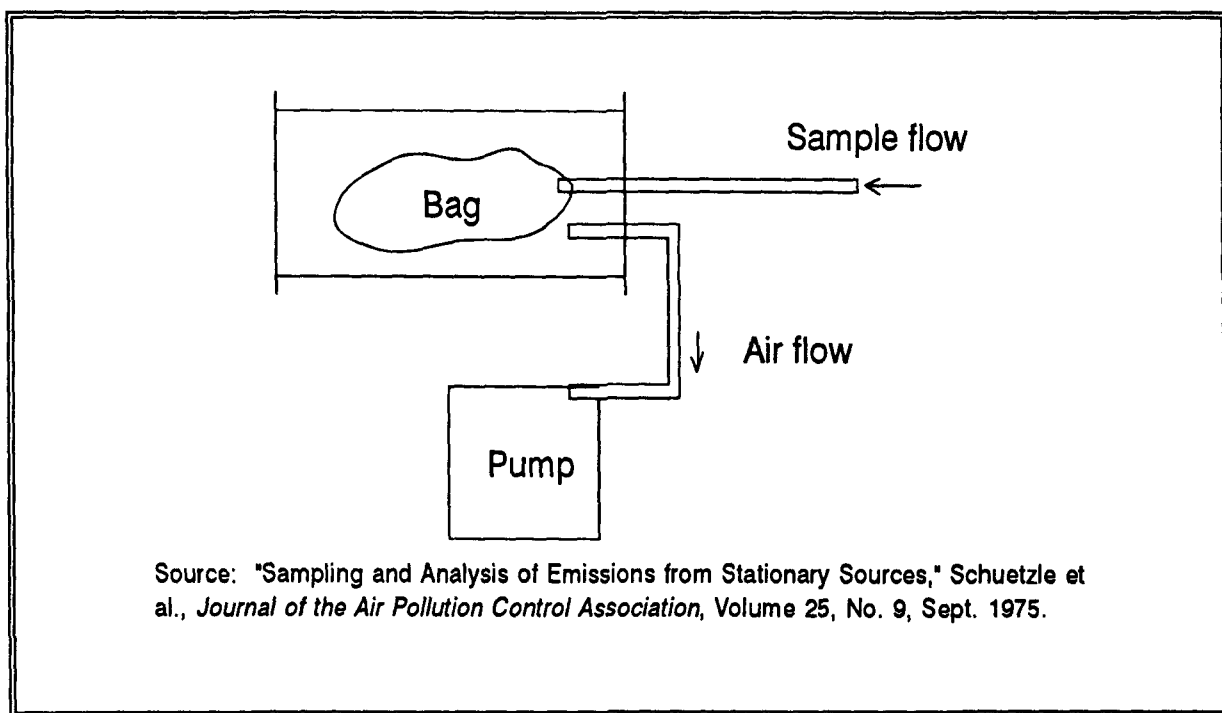 Sample flow
Bag
Air flow
Pump
Source: "Sampling and Analysis of Emissions from Stationary Sources," Schuetzle et
al., Journal of the Air Pollution Control Association, Volume 25, No. 9, Sept. 1975.